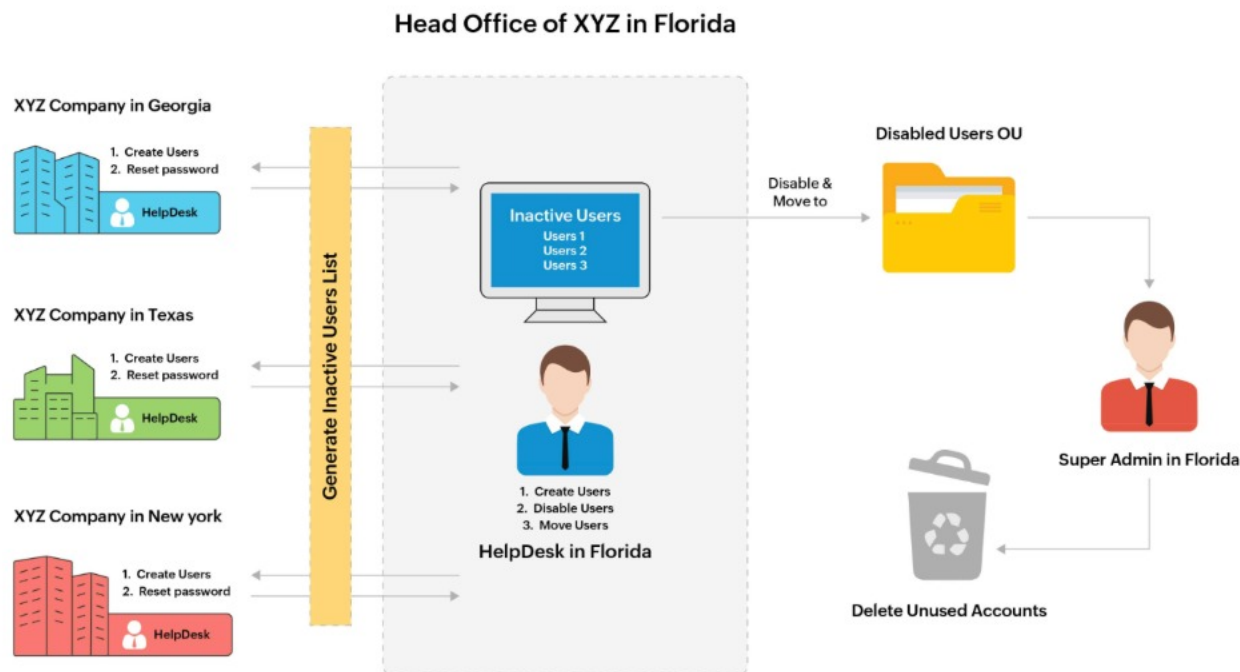 Head Office of XYZ in Florida
XYZ Company in Georgia
1. Create Users
2. Reset password
HelpDesk
XYZ Company in Texas
1. Create Users
2. Reset password
HelpDesk
XYZ Company in New york
1. Create Users
2. Reset password
HelpDesk
Generate Inactive Users List
Inactive Users
Users 1
Users 2
Users 3
1. Create Users
2. Disable Users
3. Move Users
HelpDesk in Florida
Disable &
Move to
Disabled Users OU
Super Admin in Florida
Delete Unused Accounts